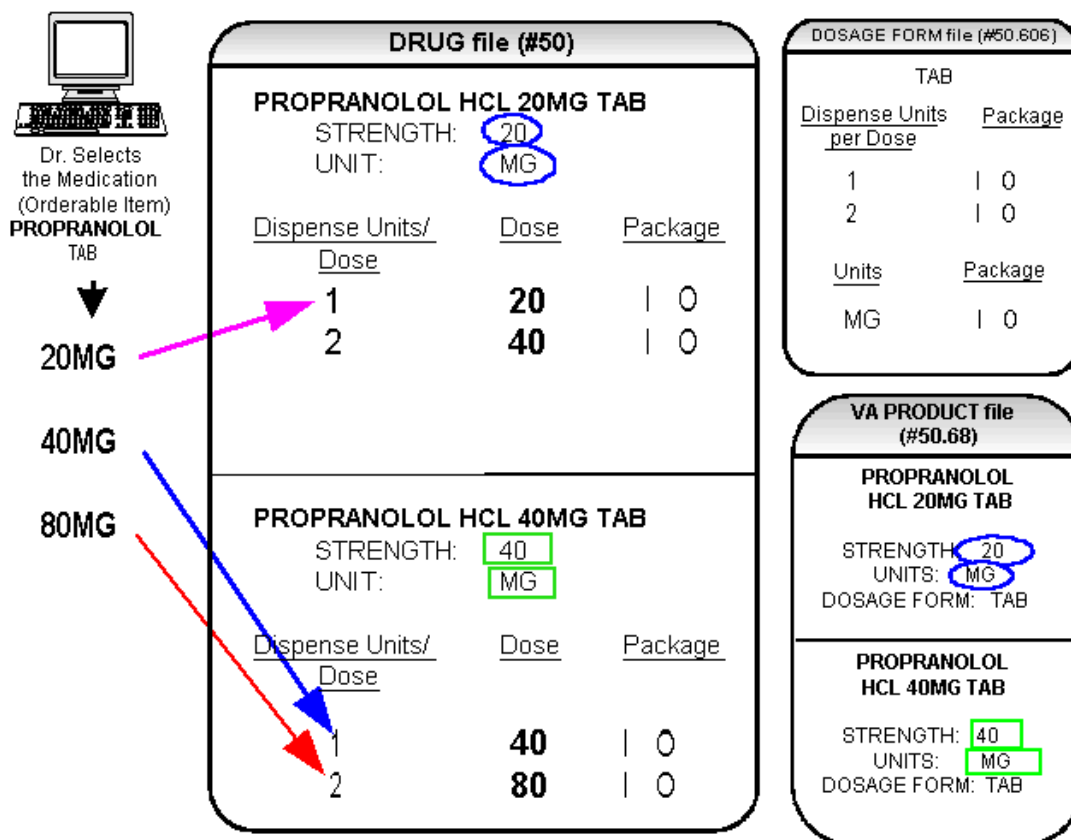 Dr. Selects
the Medication
(Orderable Item)
PROPRANOLOL
TAB
20MG
40MG
80MG
DRUG file (#50)
PROPRANOLOL HCL 20MG TAB
STRENGTH: 20
UNIT: MG
Dispense Units/ Dose Package
Dose
1 20 I O
2 40 I O
PROPRANOLOL HCL 40MG TAB
STRENGTH: 40
UNIT: MG
Dispense Units/ Dose Package
Dose
1 40 I O
2 80 I O
DOSAGE FORM file (#50.606)
TAB
Dispense Units Package
per Dose
1 I O
2 I O
Units Package
MG I O
VA PRODUCT file
(#50.68)
PROPRANOLOL
HCL 20MG TAB
STRENGTH 20
UNITS: MG
DOSAGE FORM: TAB
PROPRANOLOL
HCL 40MG TAB
STRENGTH: 40
UNITS: MG
DOSAGE FORM: TAB